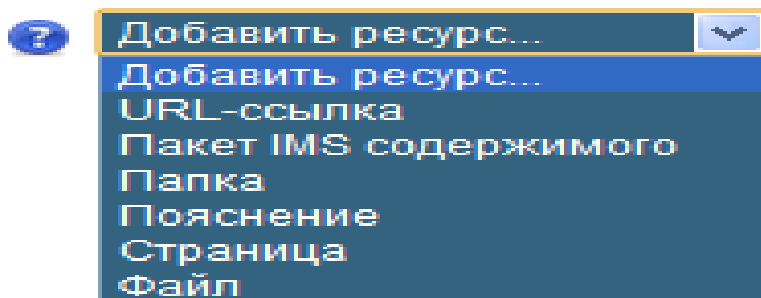 ?
Добавить ресурс...
Добавить ресурс...
URL-ссылка
Пакет IMS содержимого
Папка
Пояснение
Страница
Файл